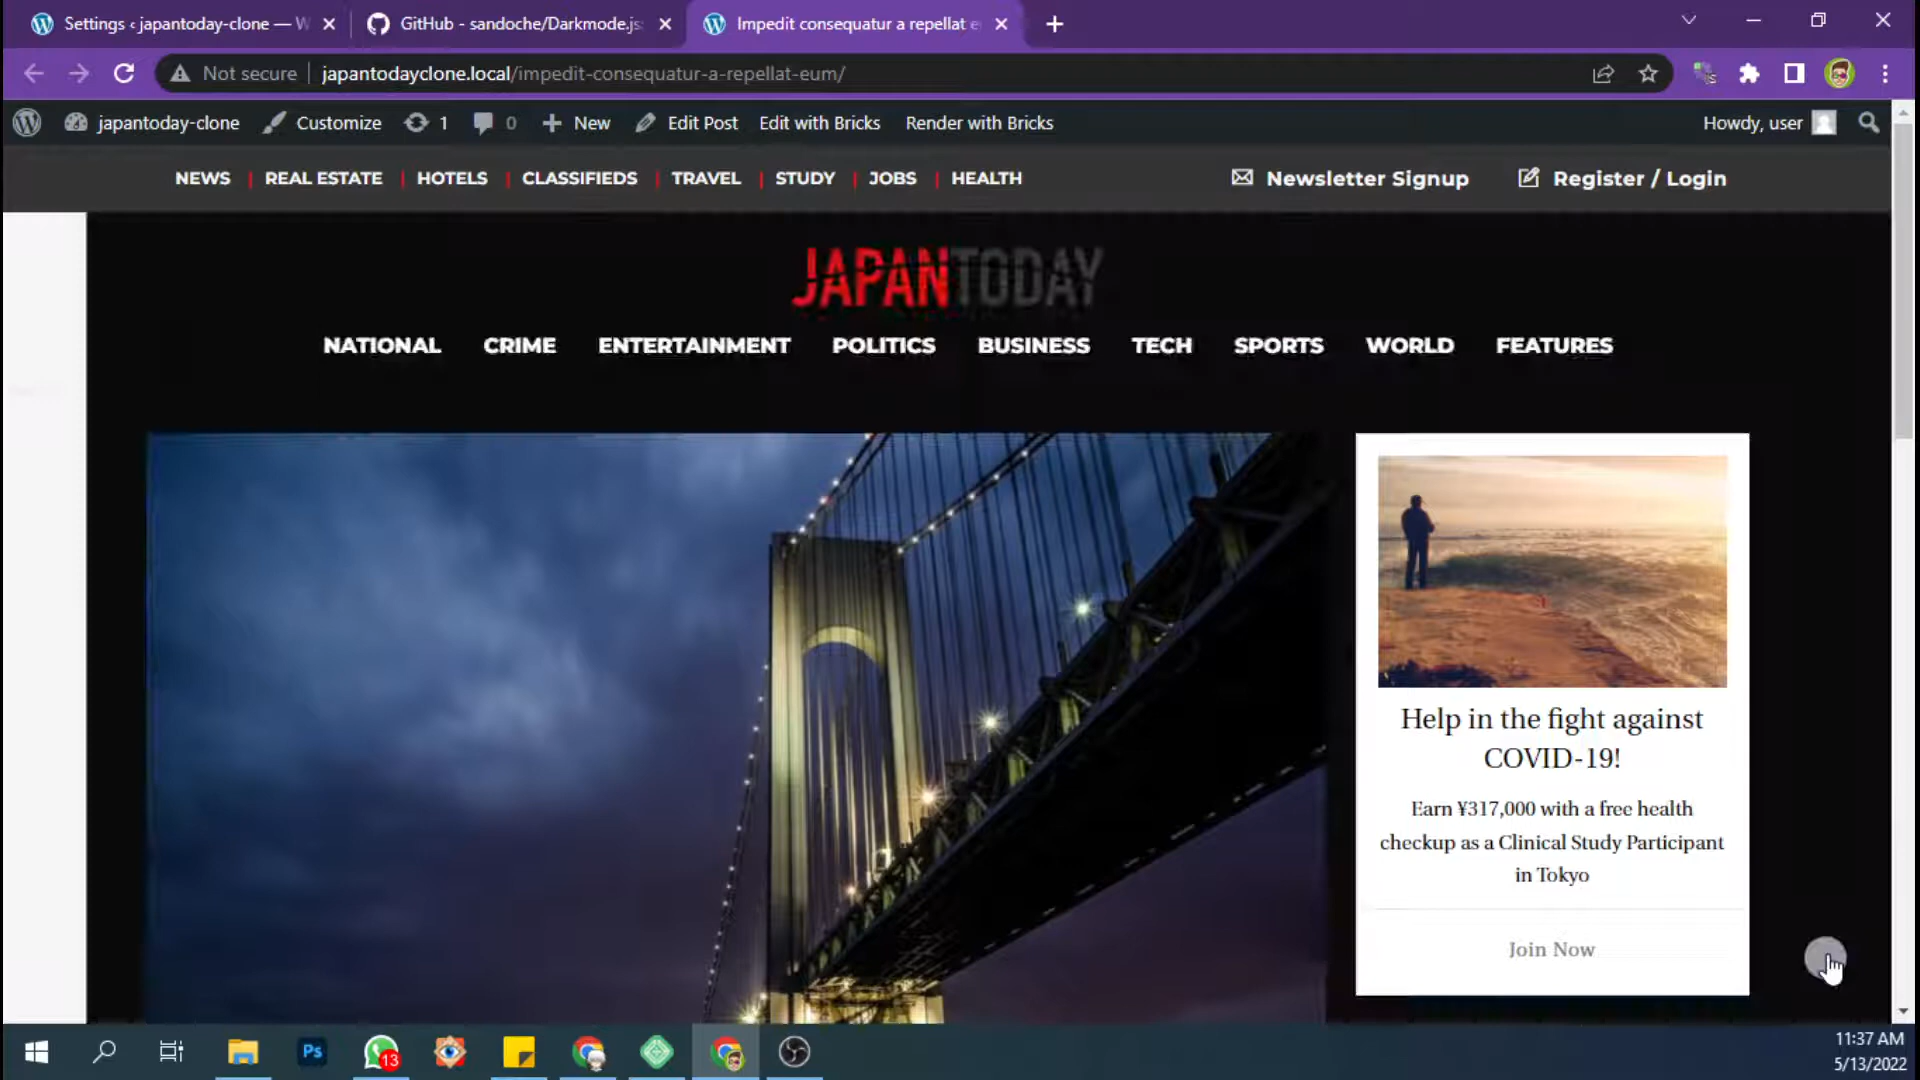 Settings ‹ japantoday-clone — W
GitHub - sandoche/Darkmode.js:
Impedit consequatur a repellat e
Not secure
japantodayclone.local/impedit-consequatur-a-repellat-eum/
japantoday-clone
Customize
1
0
New
Edit Post
Edit with Bricks
Render with Bricks
Howdy, user
NEWS
REAL ESTATE
HOTELS
CLASSIFIEDS
TRAVEL
STUDY
JOBS
HEALTH
Newsletter Signup
Register / Login
JAPANTODAY
NATIONAL
CRIME
ENTERTAINMENT
POLITICS
BUSINESS
TECH
SPORTS
WORLD
FEATURES
Help in the fight against
COVID-19!
Earn ¥317,000 with a free health
checkup as a Clinical Study Participant
in Tokyo
Join Now
Ps
13
11:37 AM
5/13/2022